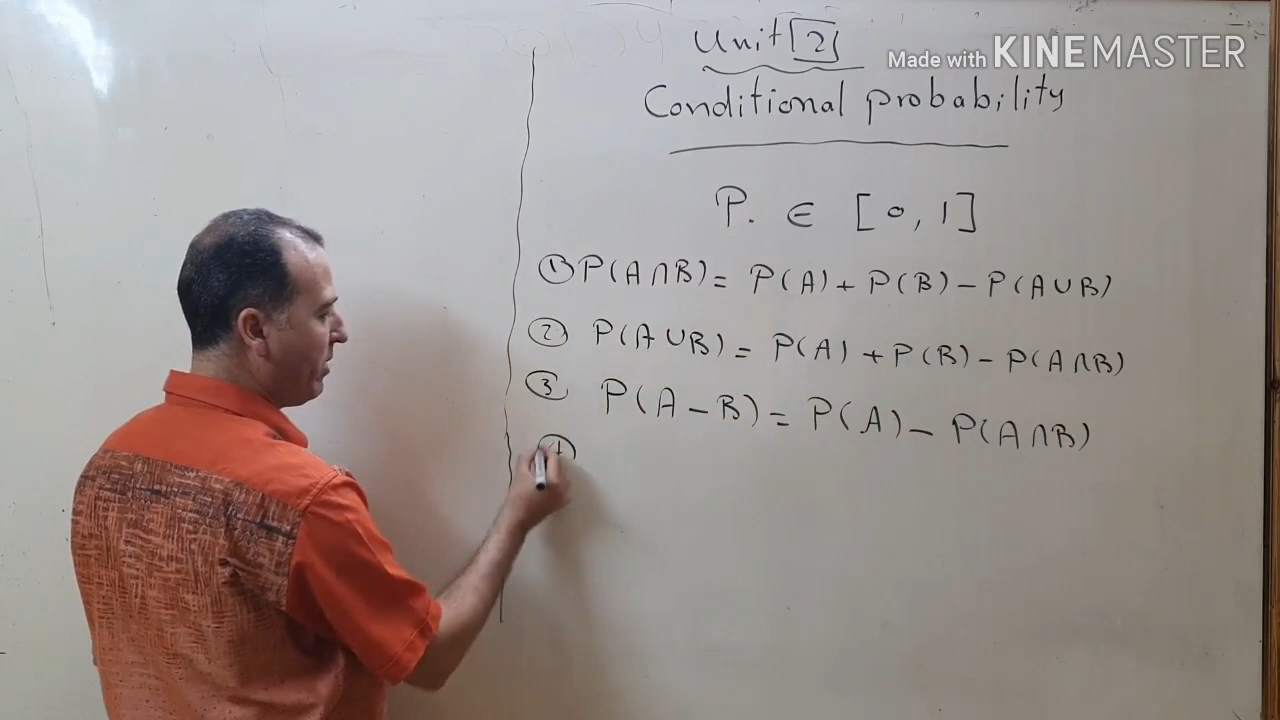 Unit [2]
Made with KINEMASTER
Conditional probability
P. ∈ [0, 1]
① P(A∩B) = P(A) + P(B) − P(A∪B)
② P(A∪B) = P(A) + P(B) − P(A∩B)
③ P(A − B) = P(A) − P(A∩B)